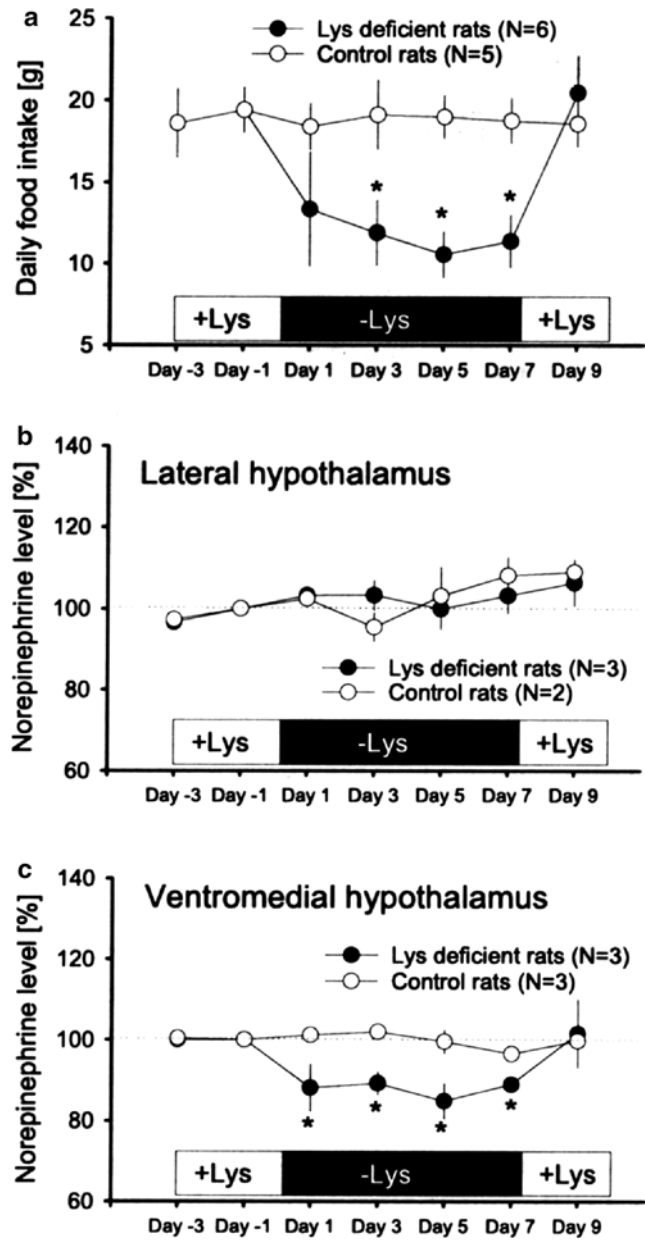 a
Lys deficient rats (N=6)
Control rats (N=5)
Daily food intake [g]
25
20
15
10
5
*
*
*
+Lys
-Lys
+Lys
Day -3 Day -1 Day 1 Day 3 Day 5 Day 7 Day 9
b
Lateral hypothalamus
Norepinephrine level [%]
140
120
100
80
60
Lys deficient rats (N=3)
Control rats (N=2)
+Lys
-Lys
+Lys
Day -3 Day -1 Day 1 Day 3 Day 5 Day 7 Day 9
c
Ventromedial hypothalamus
Norepinephrine level [%]
140
120
100
80
60
Lys deficient rats (N=3)
Control rats (N=3)
*
*
*
*
+Lys
-Lys
+Lys
Day -3 Day -1 Day 1 Day 3 Day 5 Day 7 Day 9